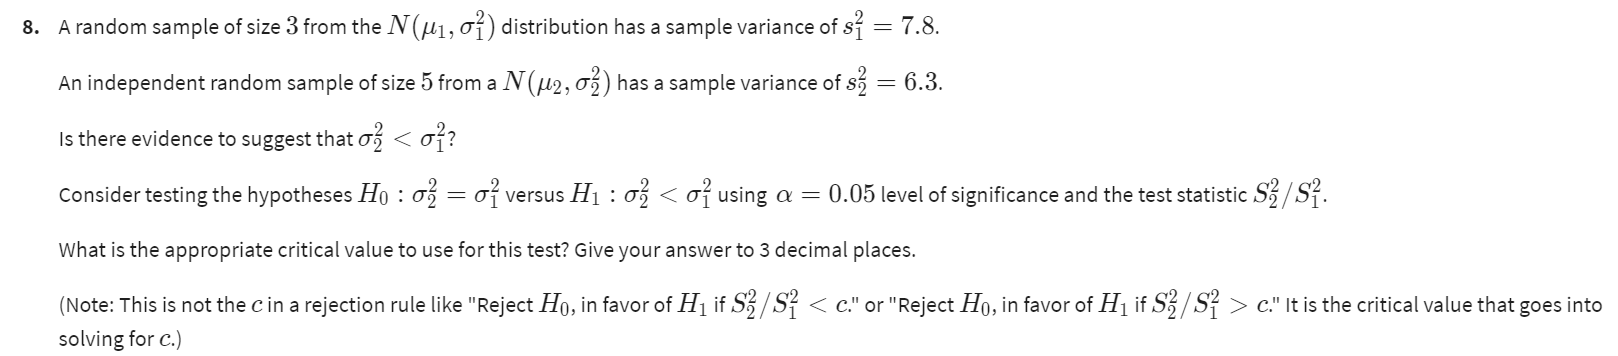 8. A random sample of size 3 from the N(μ₁, σ₁²) distribution has a sample variance of s₁² = 7.8.
An independent random sample of size 5 from a N(μ₂, σ₂²) has a sample variance of s₂² = 6.3.
Is there evidence to suggest that σ₂² < σ₁²?
Consider testing the hypotheses H₀ : σ₂² = σ₁² versus H₁ : σ₂² < σ₁² using α = 0.05 level of significance and the test statistic S₂²/S₁².
What is the appropriate critical value to use for this test? Give your answer to 3 decimal places.
(Note: This is not the c in a rejection rule like "Reject H₀, in favor of H₁ if S₂²/S₁² < c." or "Reject H₀, in favor of H₁ if S₂²/S₁² > c." It is the critical value that goes into
solving for c.)